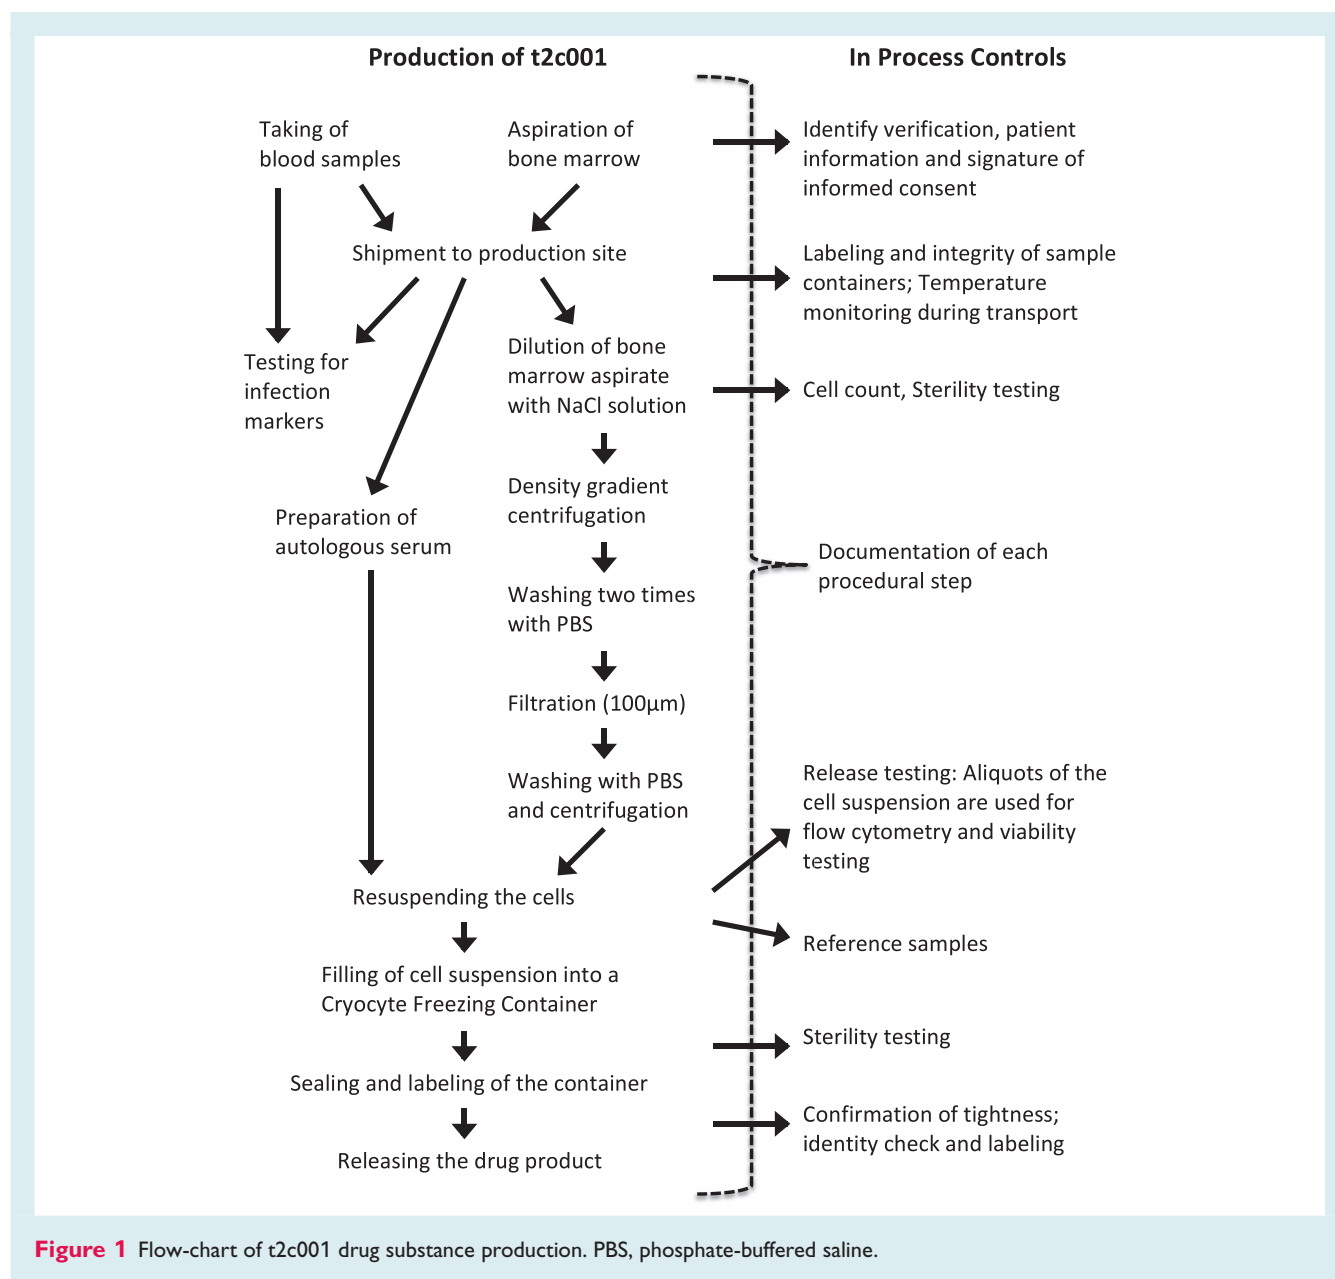 Production of t2c001
In Process Controls
Taking of
blood samples
Aspiration of
bone marrow
Identify verification, patient
information and signature of
informed consent
Shipment to production site
Labeling and integrity of sample
containers; Temperature
monitoring during transport
Testing for
infection
markers
Dilution of bone
marrow aspirate
with NaCl solution
Cell count, Sterility testing
Density gradient
centrifugation
Preparation of
autologous serum
Documentation of each
procedural step
Washing two times
with PBS
Filtration (100µm)
Washing with PBS
and centrifugation
Release testing: Aliquots of the
cell suspension are used for
flow cytometry and viability
testing
Resuspending the cells
Reference samples
Filling of cell suspension into a
Cryocyte Freezing Container
Sterility testing
Sealing and labeling of the container
Confirmation of tightness;
identity check and labeling
Releasing the drug product
Figure 1 Flow-chart of t2c001 drug substance production. PBS, phosphate-buffered saline.